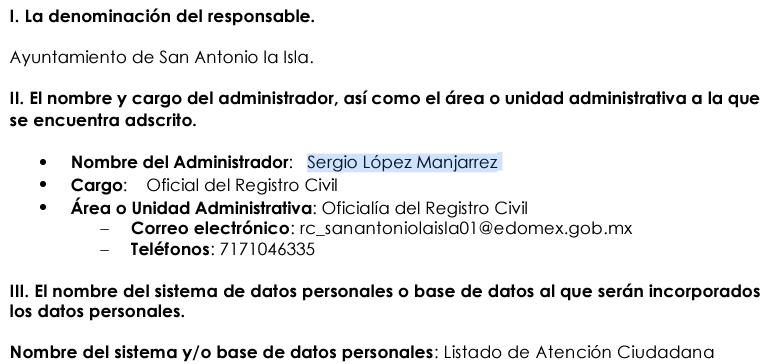 I. La denominación del responsable.
Ayuntamiento de San Antonio la Isla.
II. El nombre y cargo del administrador, así como el área o unidad administrativa a la que
se encuentra adscrito.
• Nombre del Administrador: Sergio López Manjarrez
• Cargo: Oficial del Registro Civil
• Área o Unidad Administrativa: Oficialía del Registro Civil
– Correo electrónico: rc_sanantoniolaisla01@edomex.gob.mx
– Teléfonos: 7171046335
III. El nombre del sistema de datos personales o base de datos al que serán incorporados
los datos personales.
Nombre del sistema y/o base de datos personales: Listado de Atención Ciudadana